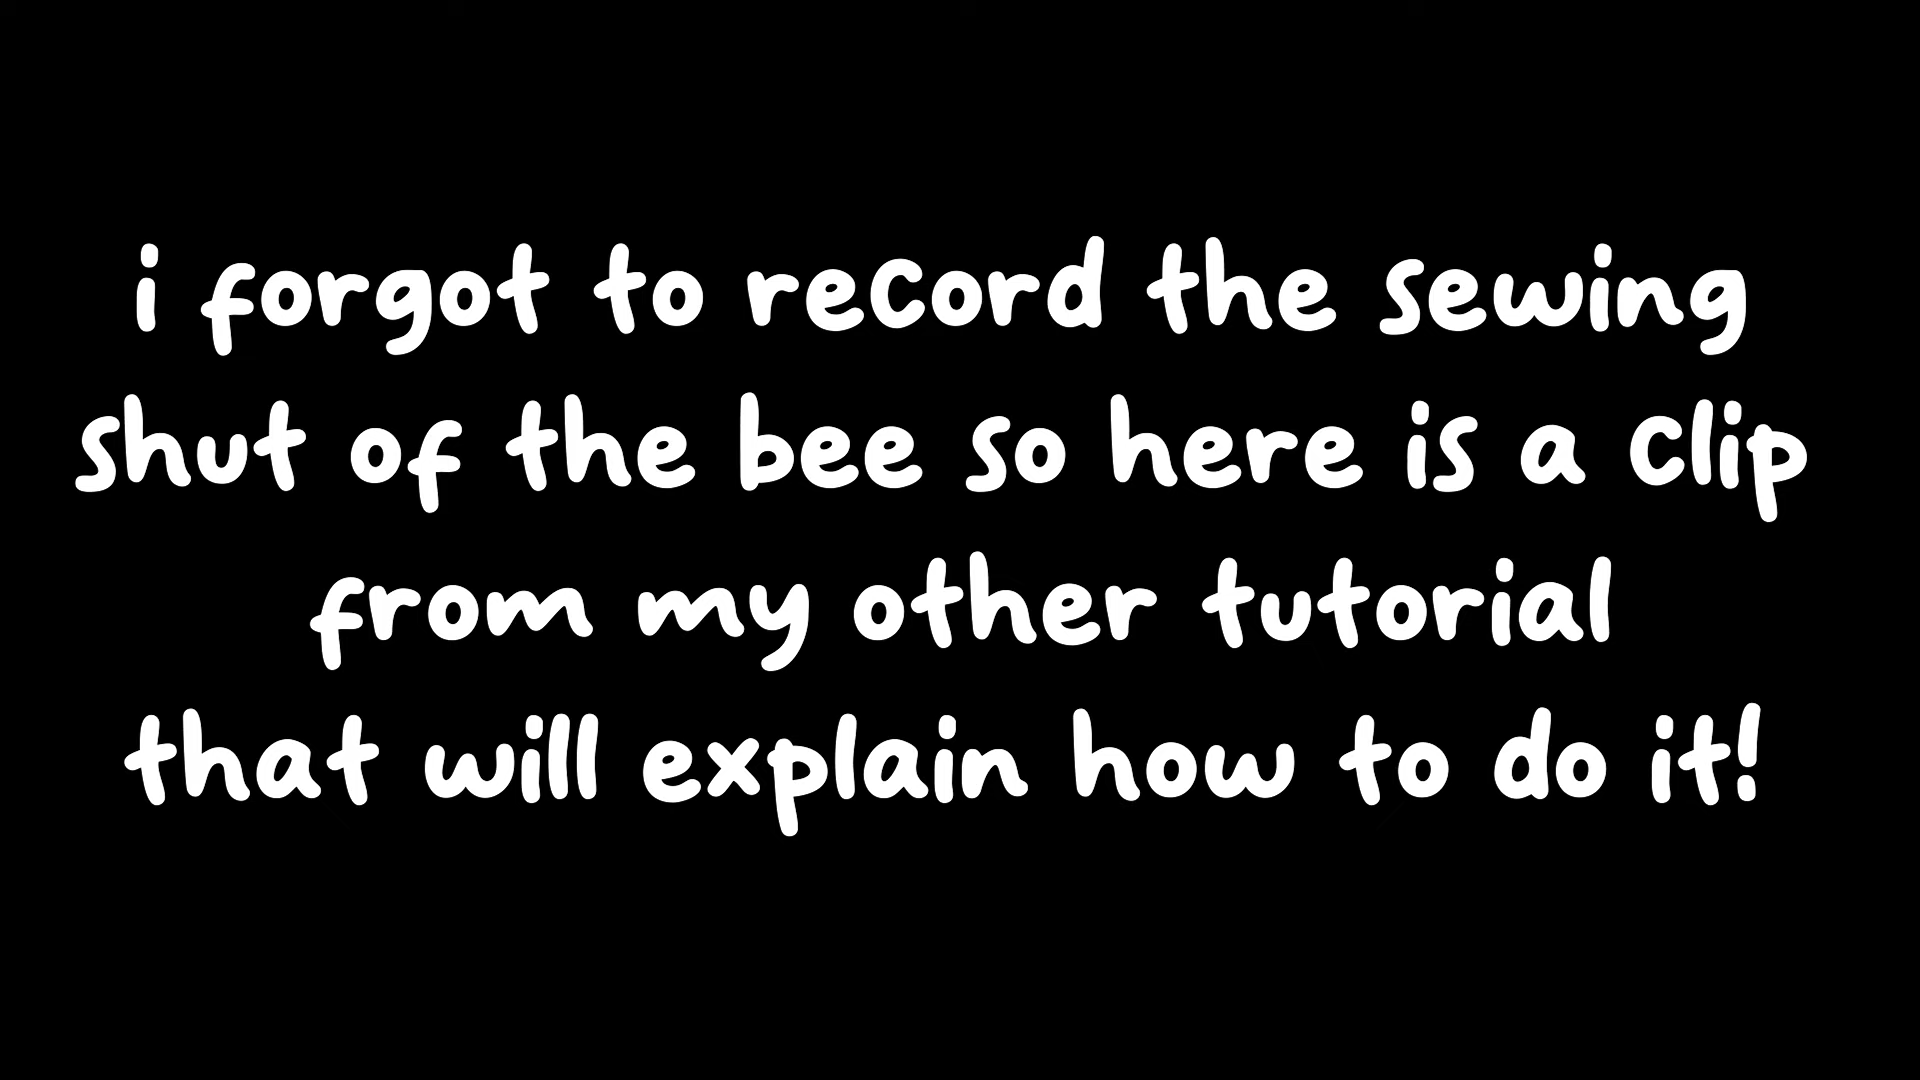 i forgot to record the sewing
shut of the bee so here is a clip
from my other tutorial
that will explain how to do it!